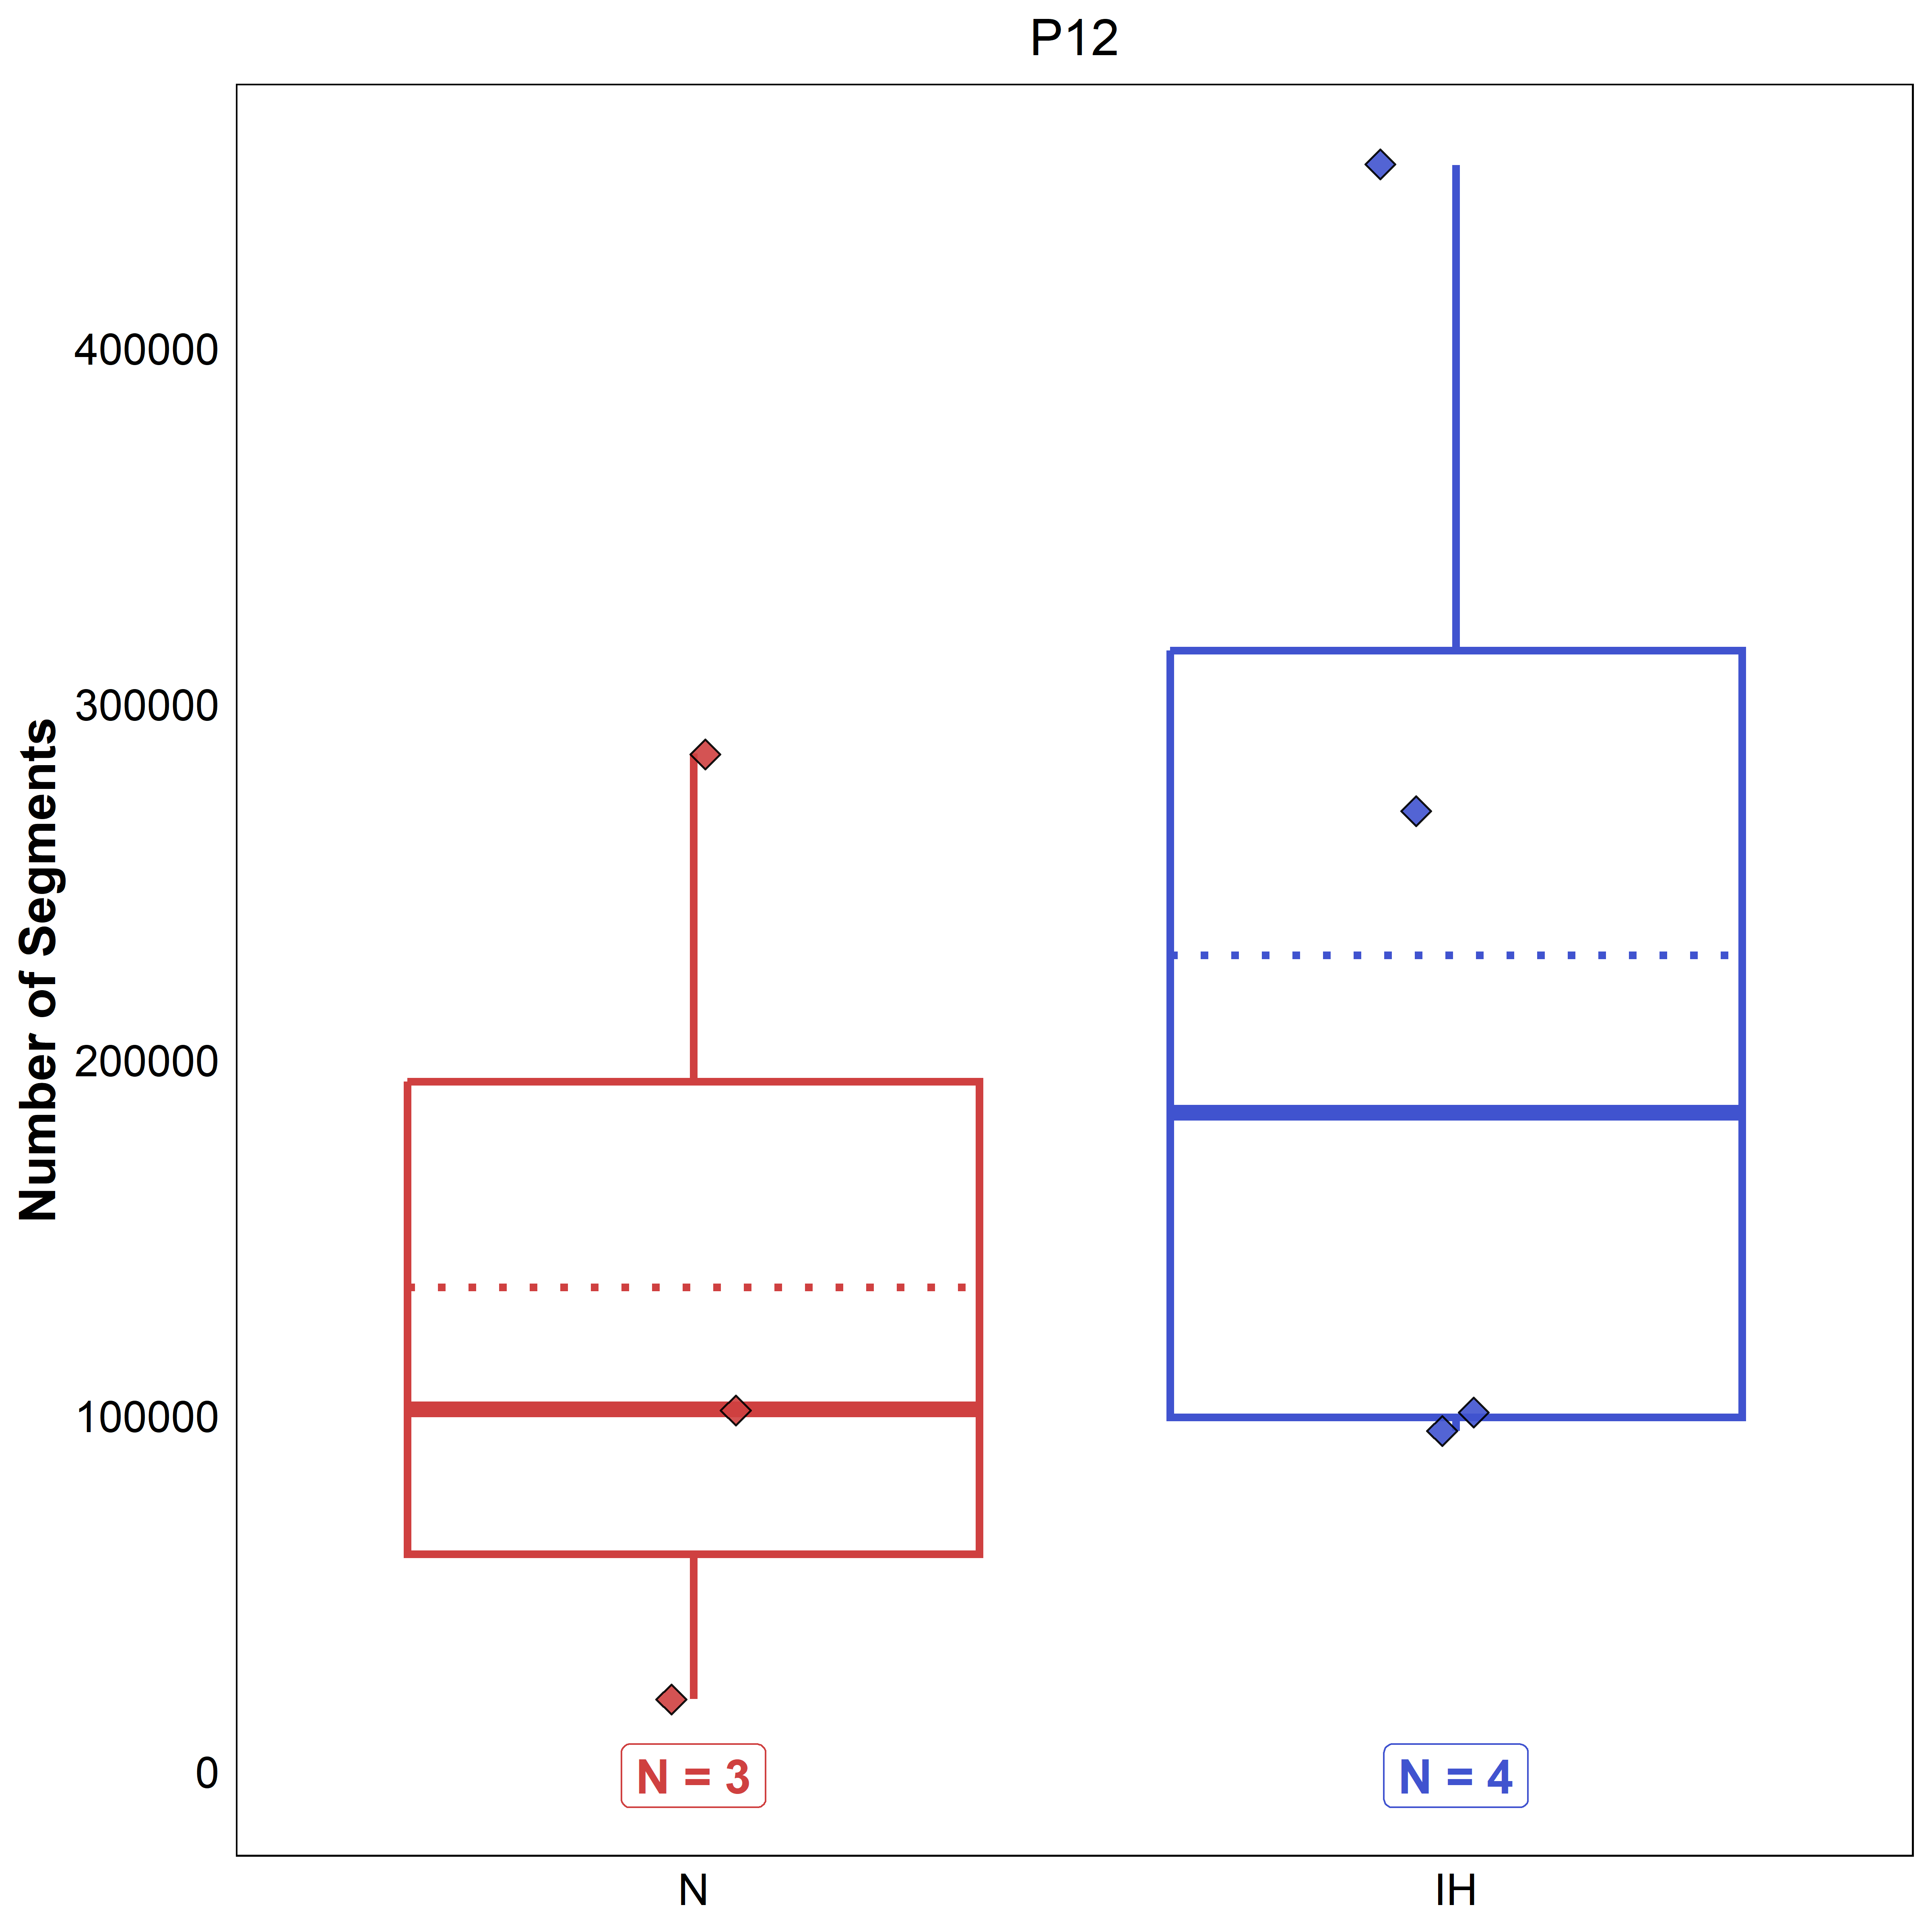 P12
Number of Segments
400000
300000
200000
100000
0
N = 3
N = 4
N
IH